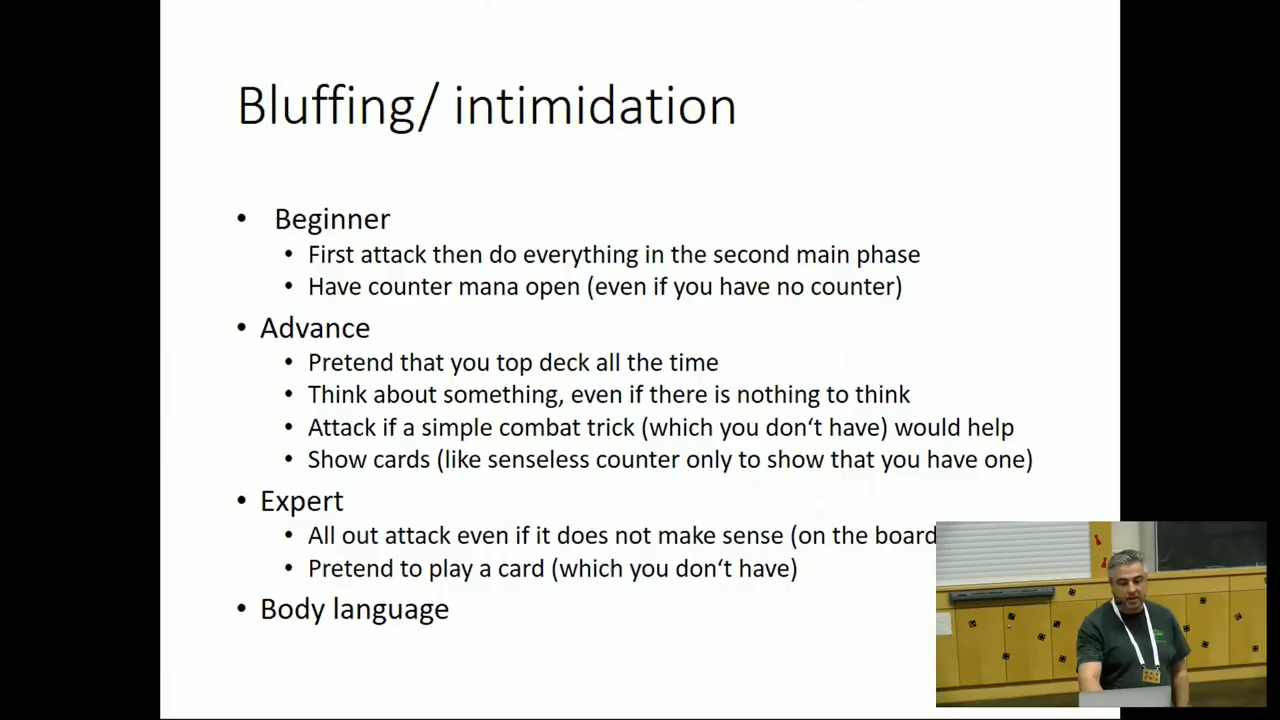 Bluffing/ intimidation
• Beginner
• First attack then do everything in the second main phase
• Have counter mana open (even if you have no counter)
• Advance
• Pretend that you top deck all the time
• Think about something, even if there is nothing to think
• Attack if a simple combat trick (which you don‘t have) would help
• Show cards (like senseless counter only to show that you have one)
• Expert
• All out attack even if it does not make sense (on the board
• Pretend to play a card (which you don‘t have)
• Body language